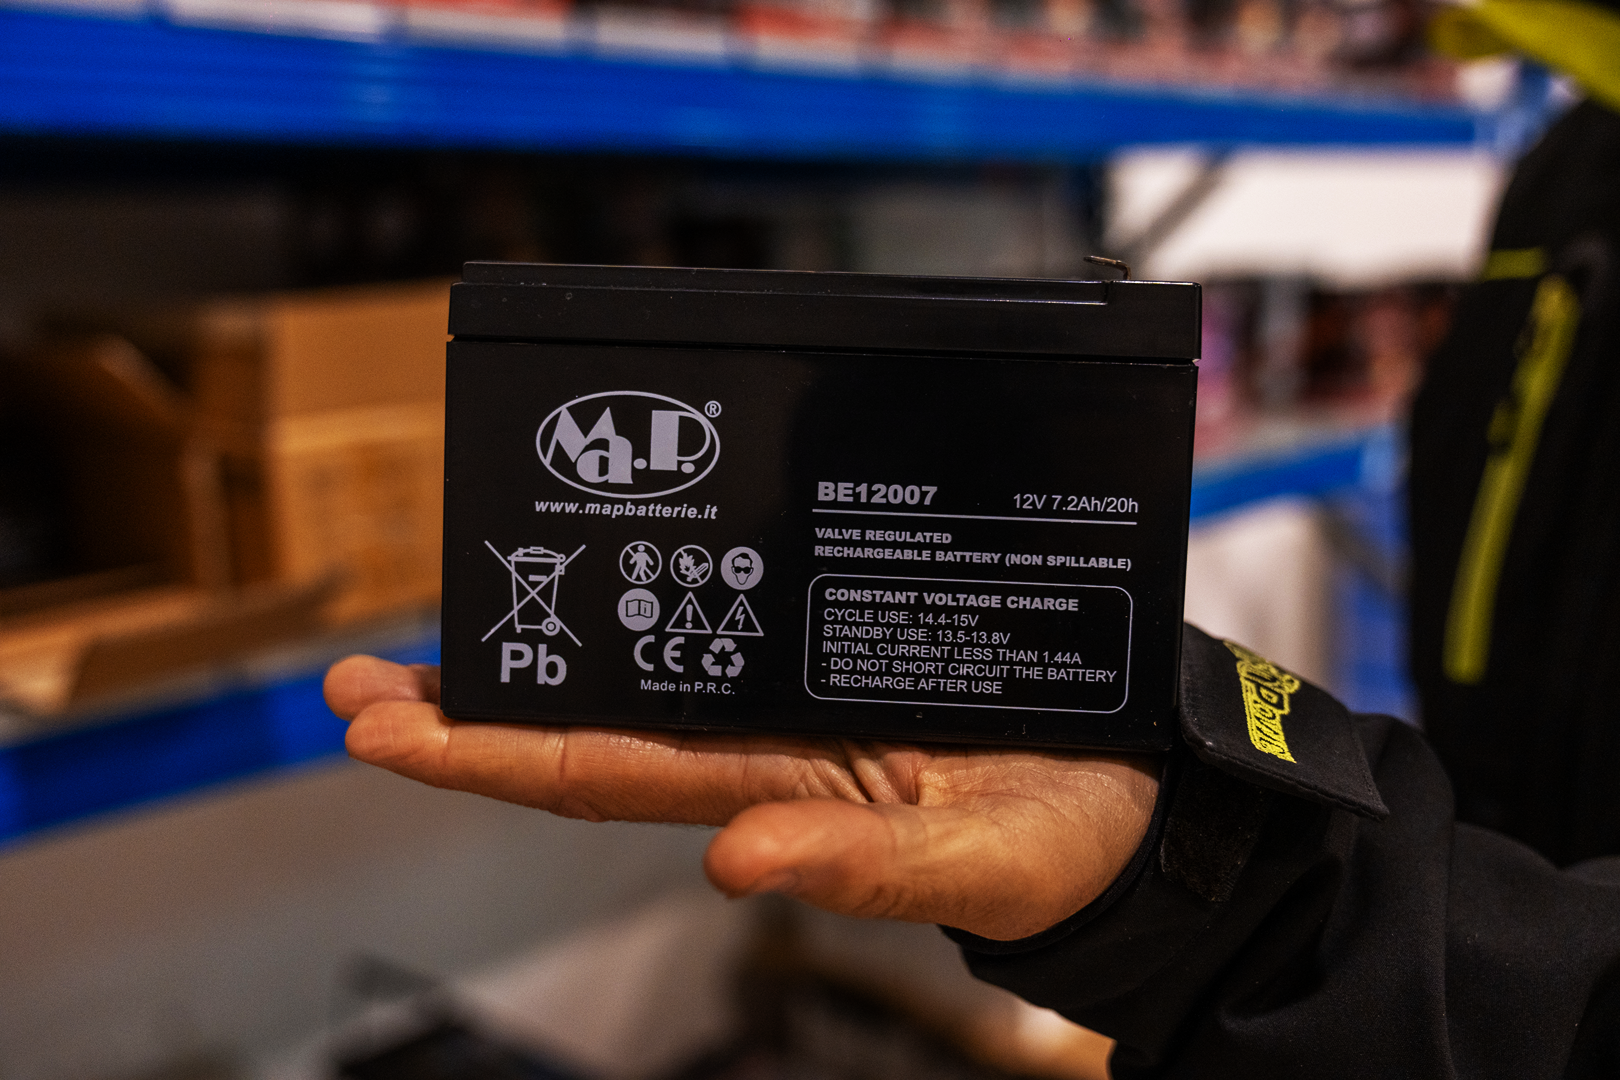 Ma.P.®
www.mapbatterie.it
Pb
CE
Made in P.R.C.
BE12007 12V 7.2Ah/20h
VALVE REGULATED
RECHARGEABLE BATTERY (NON SPILLABLE)
CONSTANT VOLTAGE CHARGE
CYCLE USE: 14.4-15V
STANDBY USE: 13.5-13.8V
INITIAL CURRENT LESS THAN 1.44A
- DO NOT SHORT CIRCUIT THE BATTERY
- RECHARGE AFTER USE